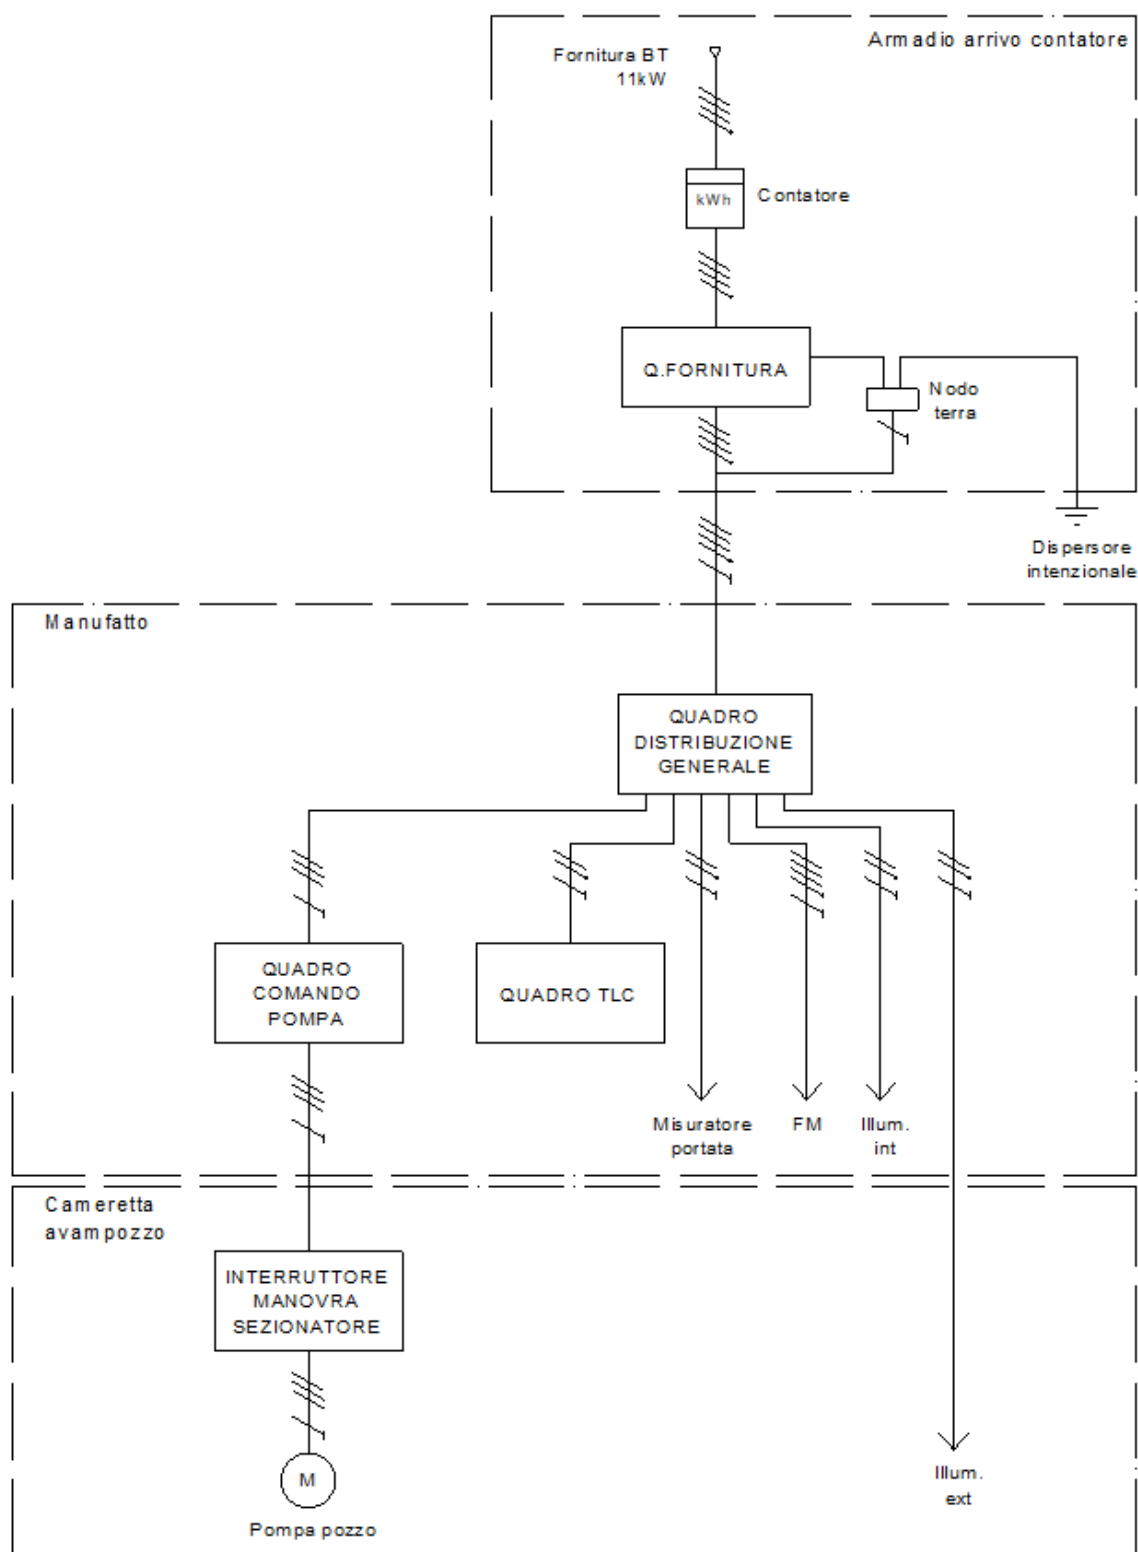 Armadio arrivo contatore
Fornitura BT
11kW
kWh
Contatore
Q.FORNITURA
Nodo
terra
Dispersore
intenzionale
Manufatto
QUADRO
DISTRIBUZIONE
GENERALE
QUADRO
COMANDO
POMPA
QUADRO TLC
Misuratore
portata
FM
Illum.
int
Cameretta
avampozzo
INTERRUTTORE
MANOVRA
SEZIONATORE
M
Pompa pozzo
Illum.
ext